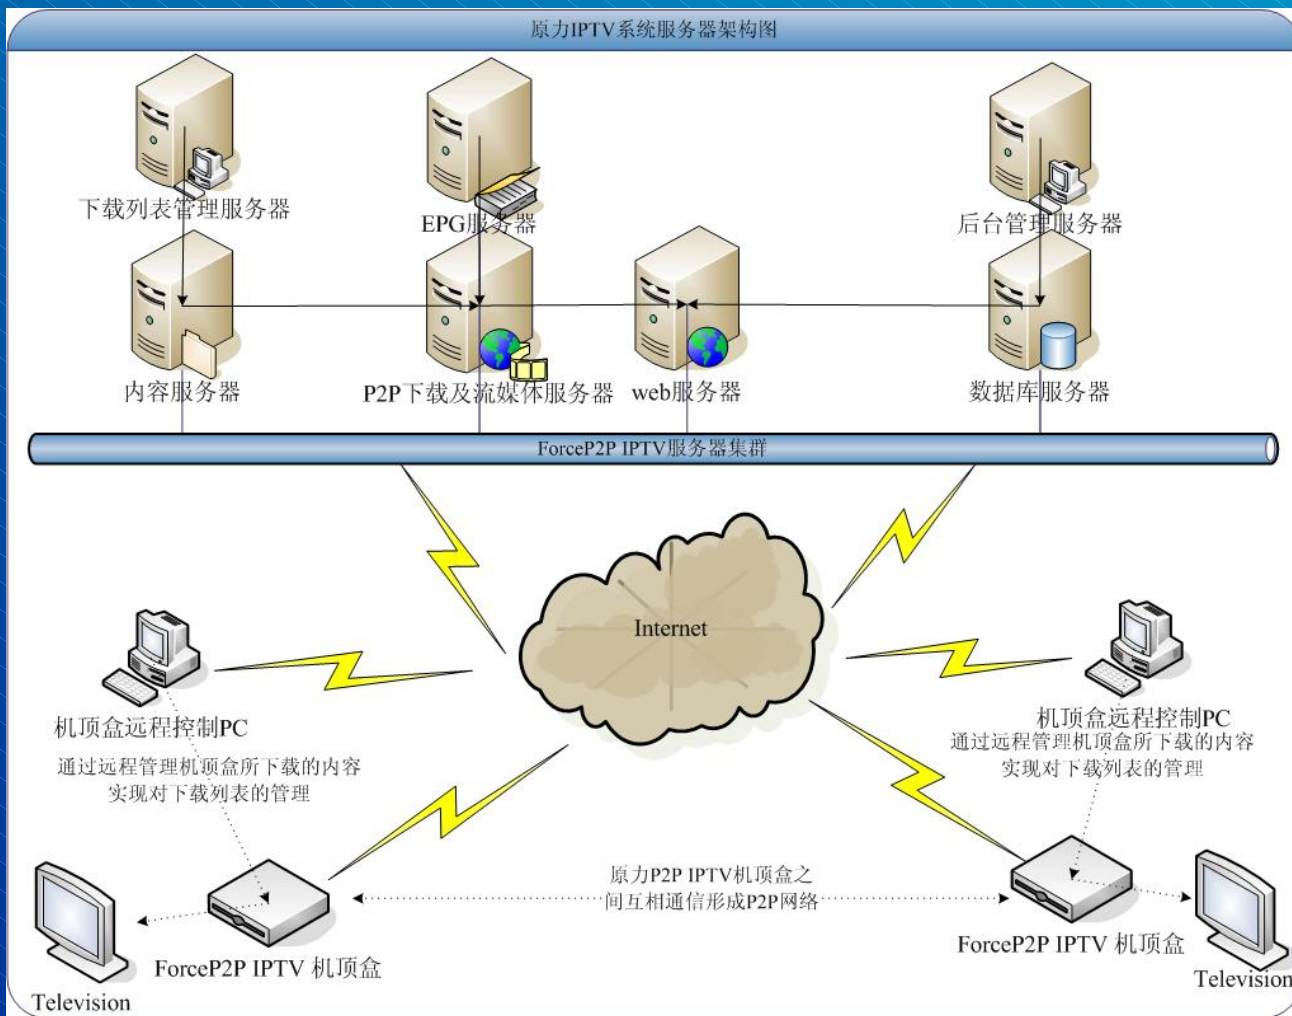 原力IPTV系统服务器架构图
下载列表管理服务器
EPG服务器
后台管理服务器
内容服务器
P2P下载及流媒体服务器
web服务器
数据库服务器
ForceP2P IPTV服务器集群
Internet
机顶盒远程控制PC
通过远程管理机顶盒所下载的内容
实现对下载列表的管理
机顶盒远程控制PC
通过远程管理机顶盒所下载的内容
实现对下载列表的管理
原力P2P IPTV机顶盒之
间互相通信形成P2P网络
ForceP2P IPTV 机顶盒
Television
ForceP2P IPTV 机顶盒
Television